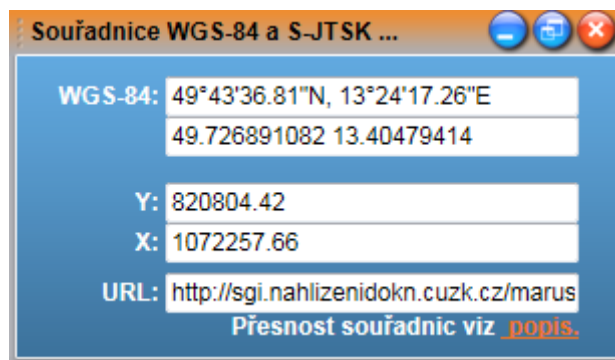 Souřadnice WGS-84 a S-JTSK ...
WGS-84: 49°43'36.81"N, 13°24'17.26"E
49.726891082 13.40479414
Y: 820804.42
X: 1072257.66
URL: http://sgi.nahlizenidokn.cuzk.cz/marus
Přesnost souřadnic viz popis.